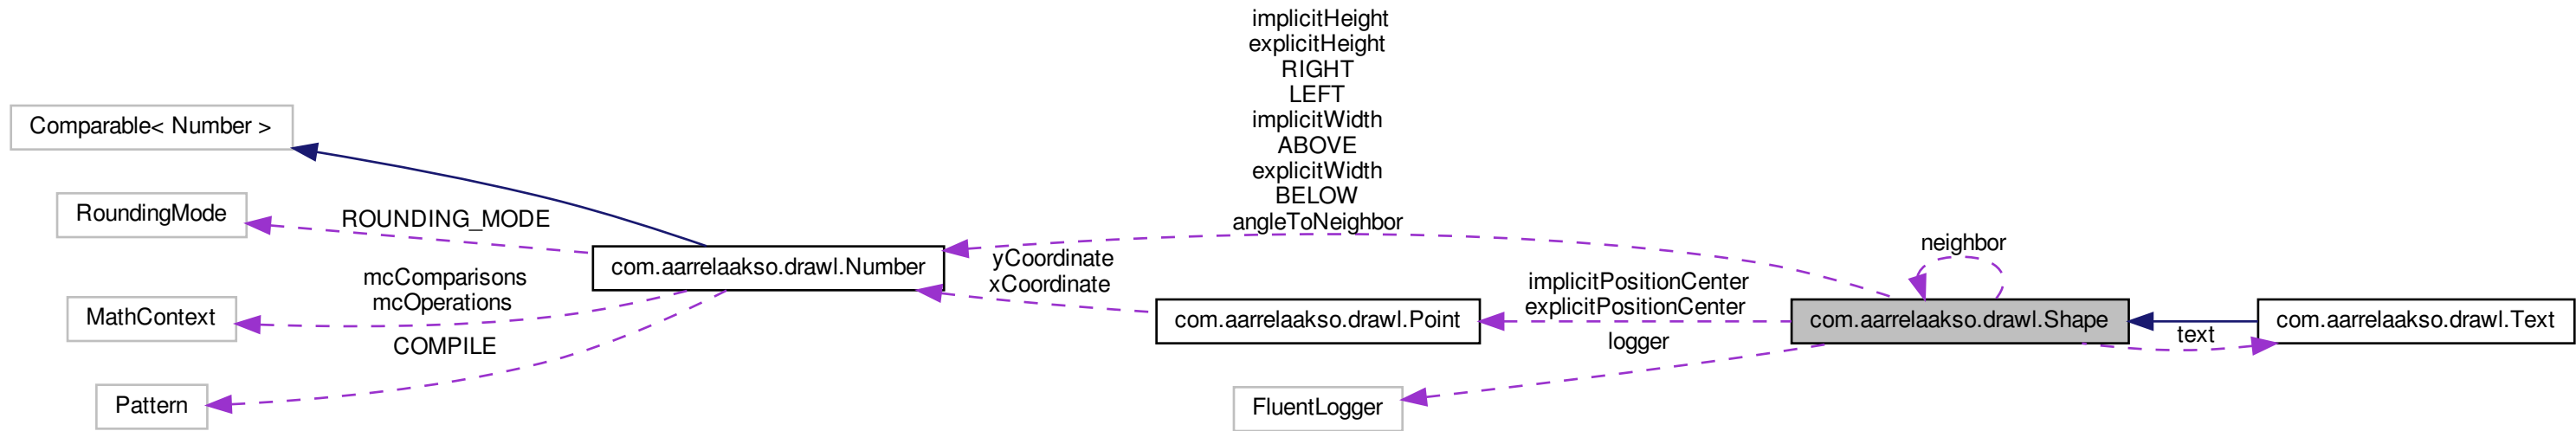 implicitHeight
explicitHeight
RIGHT
LEFT
implicitWidth
ABOVE
explicitWidth
BELOW
angleToNeighbor
Comparable< Number >
RoundingMode
ROUNDING_MODE
com.aarrelaakso.drawl.Number
mcComparisons
mcOperations
MathContext
COMPILE
Pattern
yCoordinate
xCoordinate
com.aarrelaakso.drawl.Point
implicitPositionCenter
explicitPositionCenter
logger
FluentLogger
neighbor
com.aarrelaakso.drawl.Shape
text
com.aarrelaakso.drawl.Text